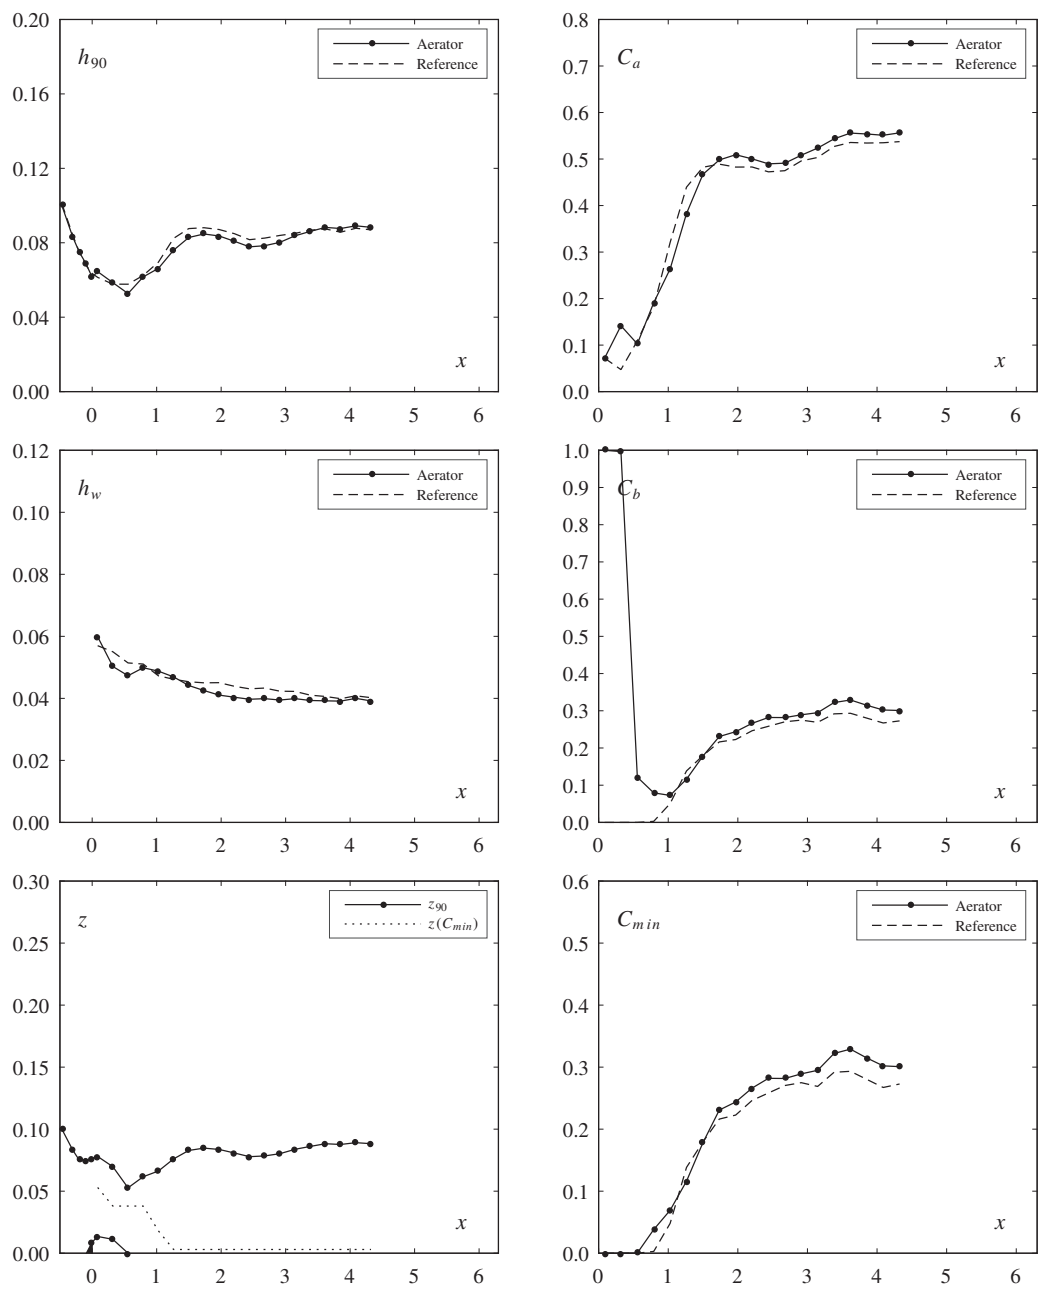 0.20
h90
Aerator
Reference
0.16
0.12
0.08
0.04
x
0.00
0 1 2 3 4 5 6
0.8
Ca
Aerator
Reference
0.7
0.6
0.5
0.4
0.3
0.2
0.1
x
0.0
0 1 2 3 4 5 6
0.12
hw
Aerator
Reference
0.10
0.08
0.06
0.04
0.02
x
0.00
0 1 2 3 4 5 6
1.0
Cb
Aerator
Reference
0.9
0.8
0.7
0.6
0.5
0.4
0.3
0.2
0.1
x
0.0
0 1 2 3 4 5 6
0.30
z
z90
z(Cmin)
0.25
0.20
0.15
0.10
0.05
x
0.00
0 1 2 3 4 5 6
0.6
Cmin
Aerator
Reference
0.5
0.4
0.3
0.2
0.1
x
0.0
0 1 2 3 4 5 6